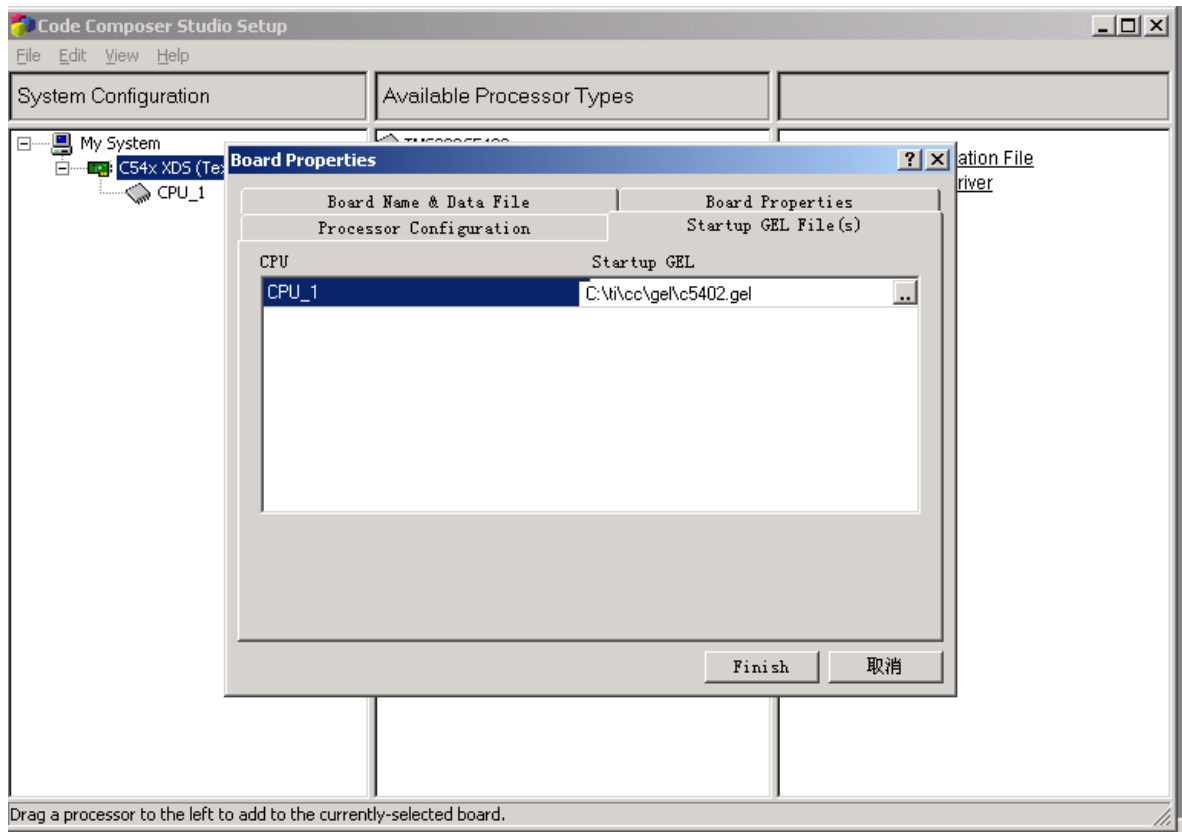 Code Composer Studio Setup
File Edit View Help
System Configuration
Available Processor Types
My System
C54x XDS (Te
CPU_1
ation File
river
Board Properties
Board Name & Data File
Board Properties
Processor Configuration
Startup GEL File(s)
CPU
Startup GEL
CPU_1
C:\ti\cc\gel\c5402.gel
..
Finish
取消
Drag a processor to the left to add to the currently-selected board.